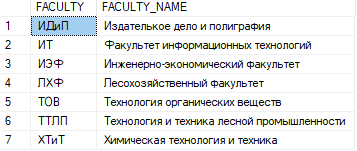 FACULTY FACULTY_NAME
1 ИДиП Издателькое дело и полиграфия
2 ИТ Факультет информационных технологий
3 ИЭФ Инженерно-экономический факультет
4 ЛХФ Лесохозяйственный факультет
5 ТОВ Технология органических веществ
6 ТТЛП Технология и техника лесной промышленности
7 ХТиТ Химическая технология и техника